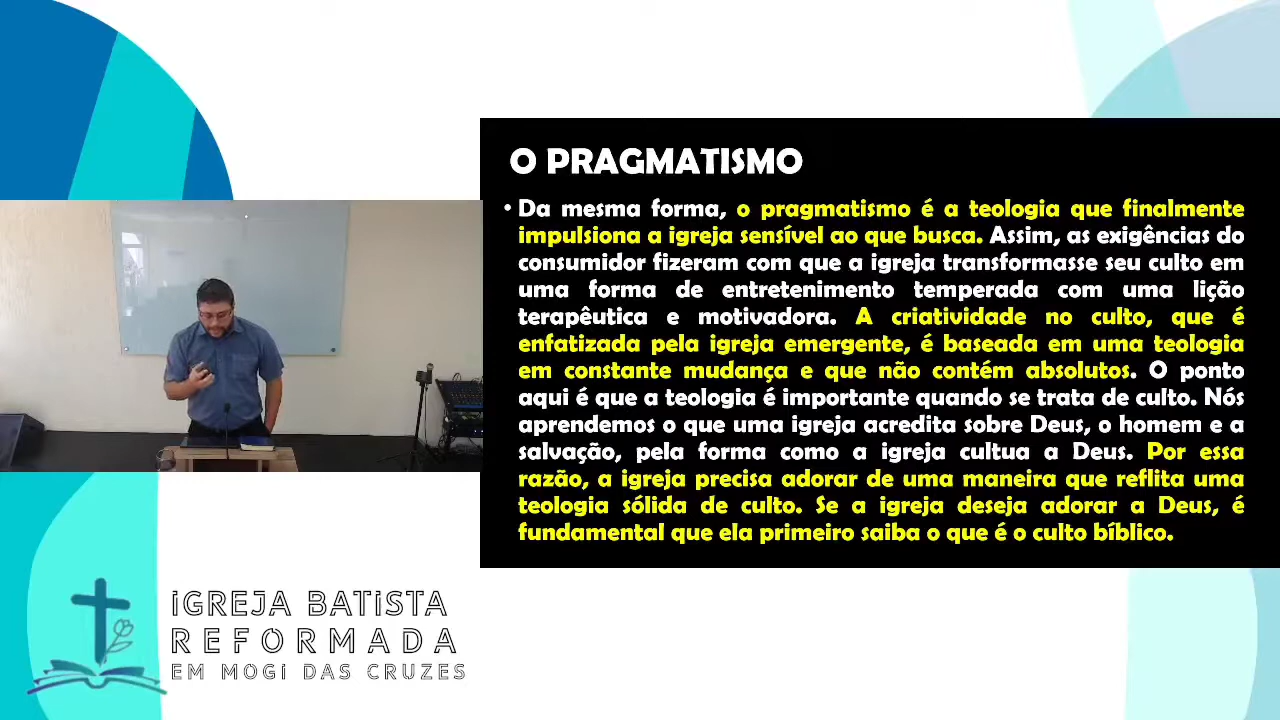 O PRAGMATISMO
• Da mesma forma, o pragmatismo é a teologia que finalmente
impulsiona a igreja sensível ao que busca. Assim, as exigências do
consumidor fizeram com que a igreja transformasse seu culto em
uma forma de entretenimento temperada com uma lição
terapêutica e motivadora. A criatividade no culto, que é
enfatizada pela igreja emergente, é baseada em uma teologia
em constante mudança e que não contém absolutos. O ponto
aqui é que a teologia é importante quando se trata de culto. Nós
aprendemos o que uma igreja acredita sobre Deus, o homem e a
salvação, pela forma como a igreja cultua a Deus. Por essa
razão, a igreja precisa adorar de uma maneira que reflita uma
teologia sólida de culto. Se a igreja deseja adorar a Deus, é
fundamental que ela primeiro saiba o que é o culto bíblico.
iGREJA BATiSTA
REFORMADA
EM MOGi DAS CRUZES